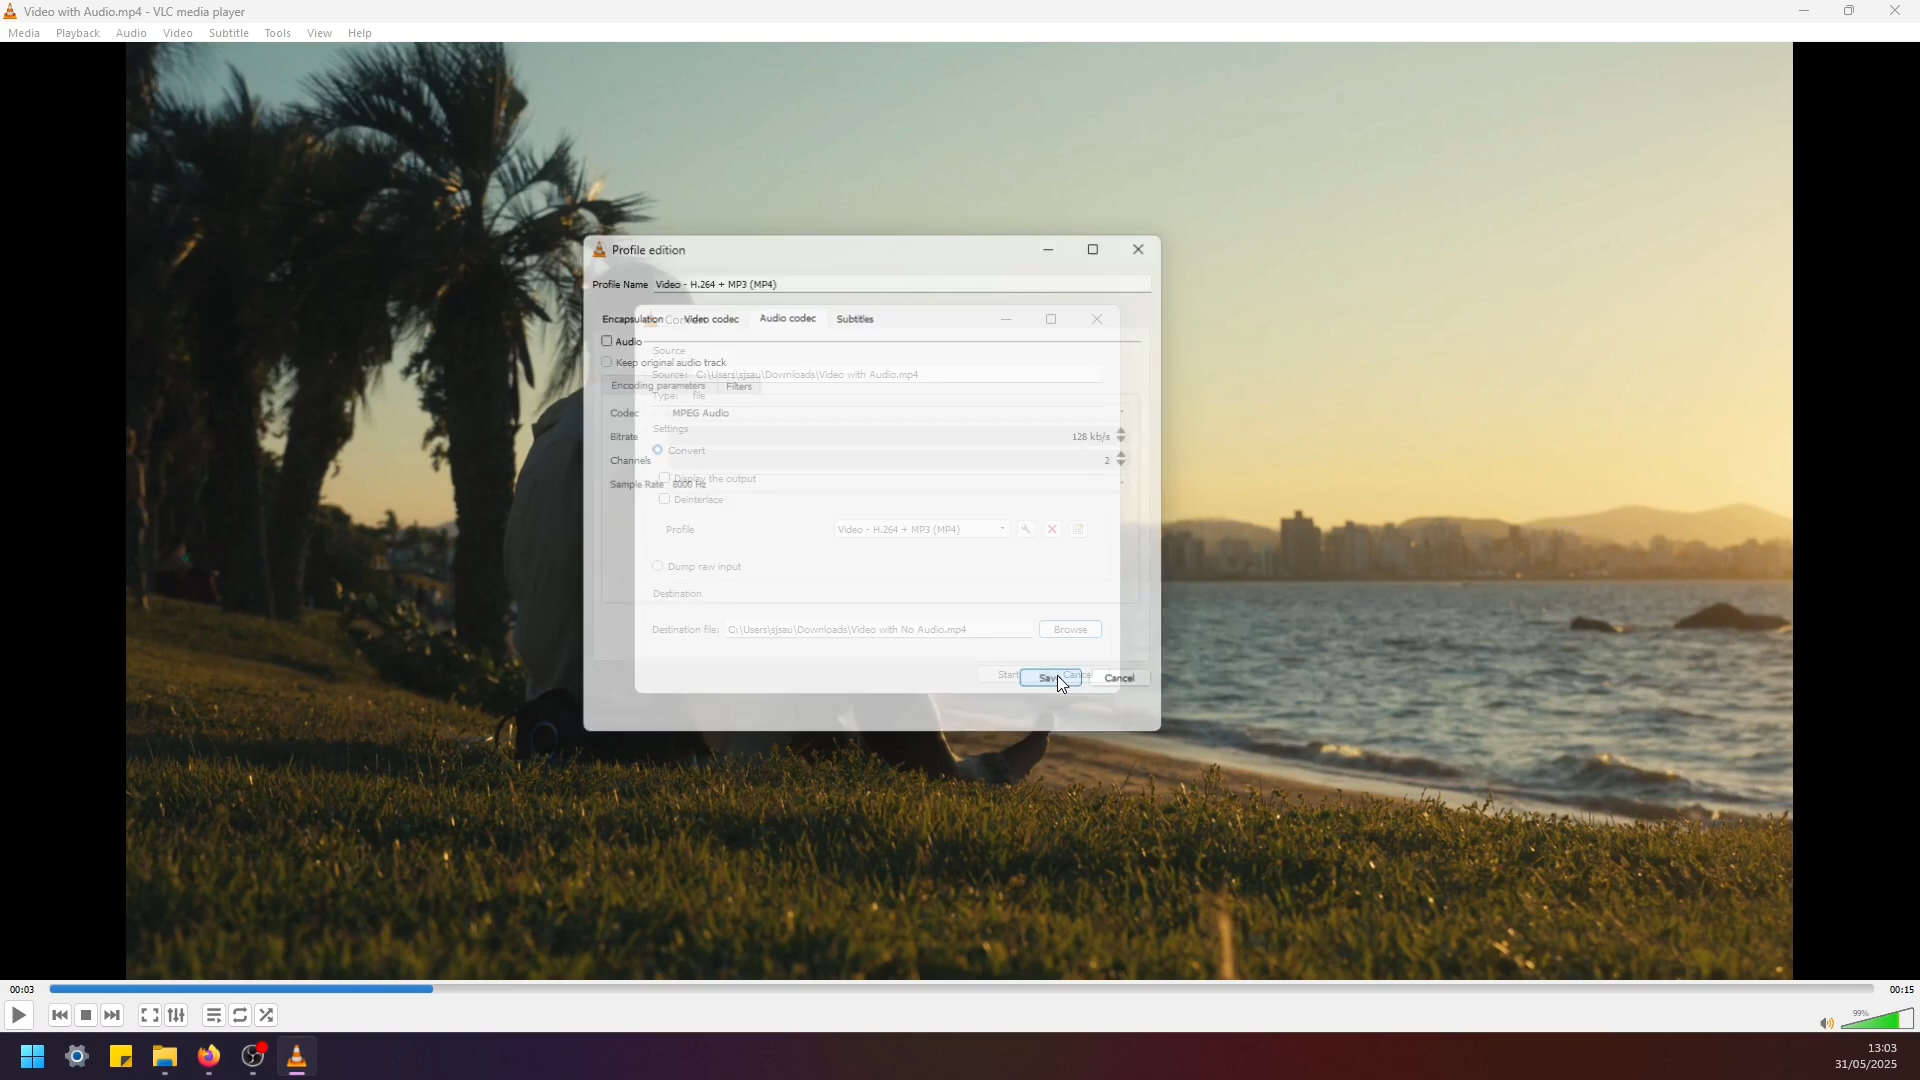 Video with Audio.mp4 - VLC media player
Media Playback Audio Video Subtitle Tools View Help
Profile edition
Profile Name Video - H.264 + MP3 (MP4)
Encapsulation Video codec Audio codec Subtitles
Convert
Audio
Source
Keep original audio track
Source: C:\Users\sjsau\Downloads\Video with Audio.mp4
Encoding parameters Filters
Type: file
Codec MPEG Audio
Settings
Bitrate 128 kb/s
Convert
Channels 2
Display the output
Sample Rate 8000 Hz
Deinterlace
Profile Video - H.264 + MP3 (MP4)
Dump raw input
Destination
Destination file: C:\Users\sjsau\Downloads\Video with No Audio.mp4 Browse
Start Cancel
Save Cancel
00:03 00:15
99%
13:03
31/05/2025